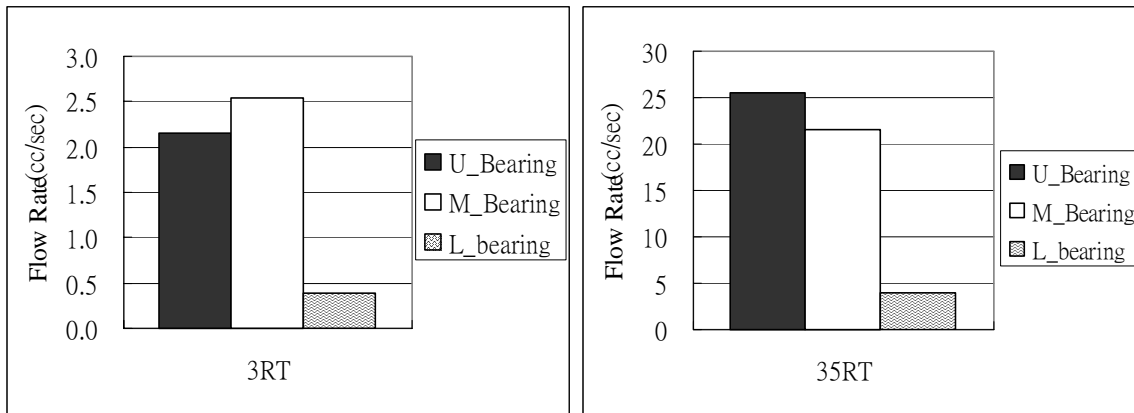 3.0
2.5
2.0
1.5
1.0
0.5
0.0
Flow Rate(cc/sec)
3RT
U_Bearing
M_Bearing
L_bearing
30
25
20
15
10
5
0
Flow Rate(cc/sec)
35RT
U_Bearing
M_Bearing
L_bearing